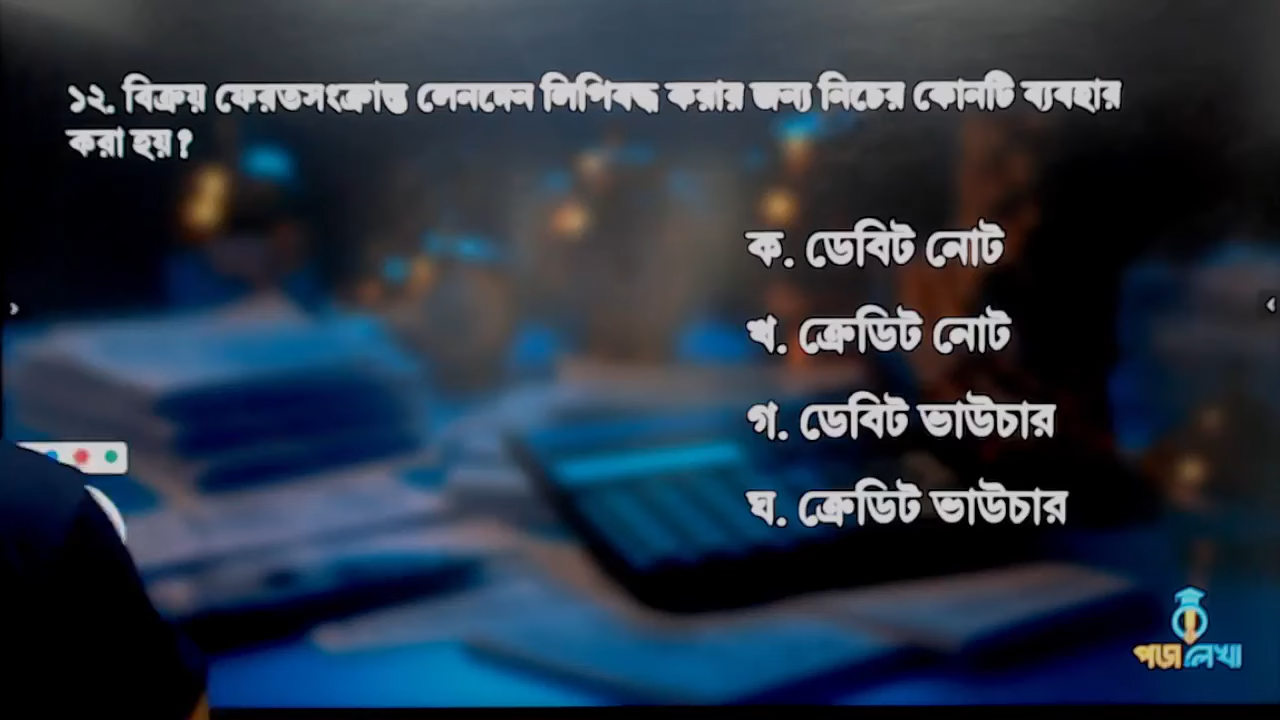 ১২. বিক্রয় ফেরতসংক্রান্ত লেনদেন লিপিবদ্ধ করার জন্য নিচের কোনটি ব্যবহার
করা হয়?
ক. ডেবিট নোট
খ. ক্রেডিট নোট
গ. ডেবিট ভাউচার
ঘ. ক্রেডিট ভাউচার
পড়ালেখা